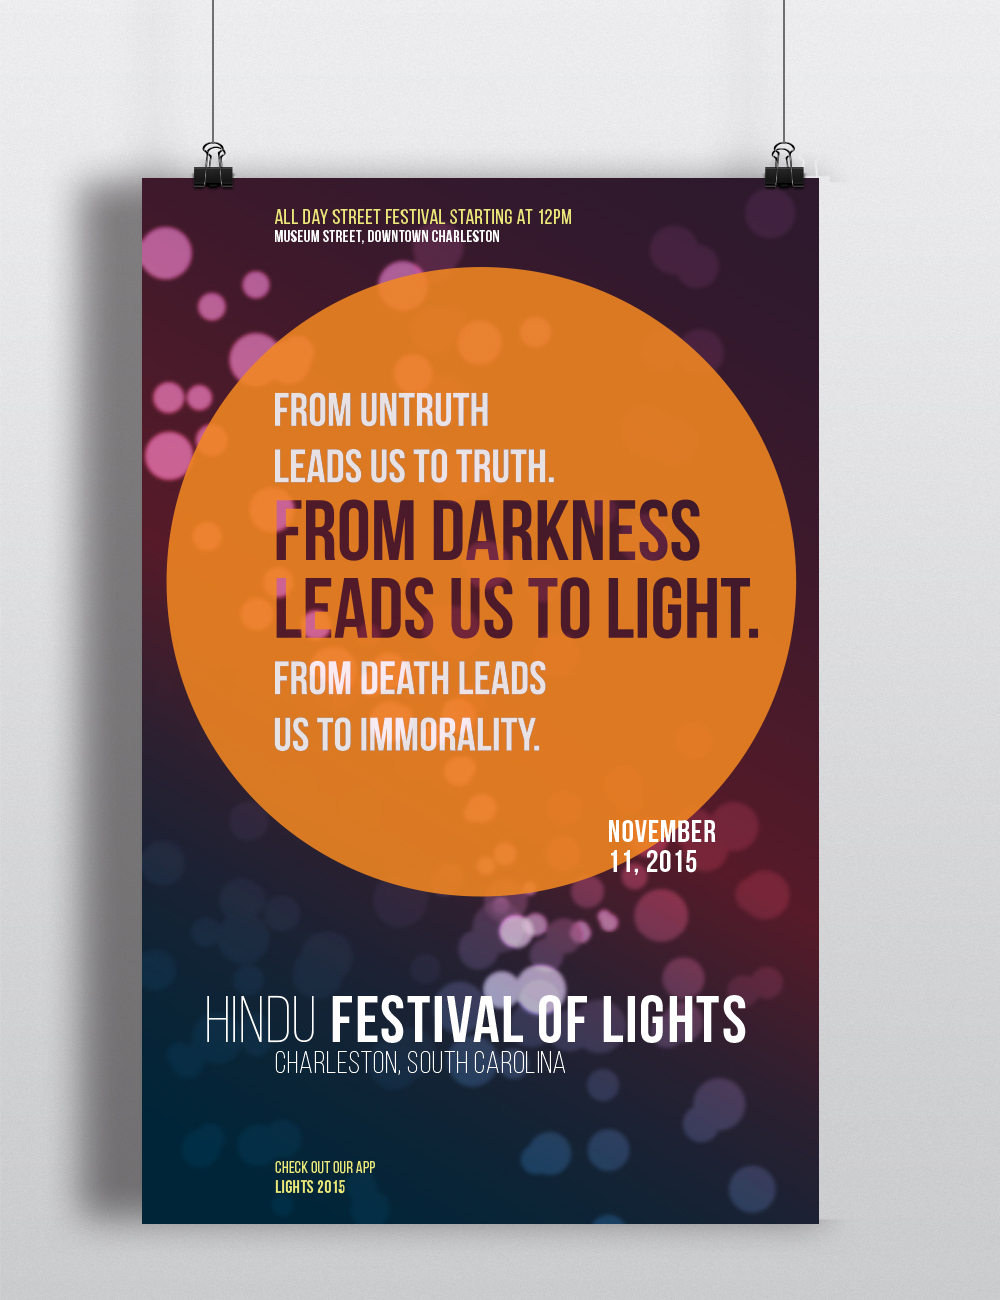 ALL DAY STREET FESTIVAL STARTING AT 12PM
MUSEUM STREET, DOWNTOWN CHARLESTON
FROM UNTRUTH
LEADS US TO TRUTH.
FROM DARKNESS
LEADS US TO LIGHT.
FROM DEATH LEADS
US TO IMMORALITY.
NOVEMBER
11, 2015
HINDU FESTIVAL OF LIGHTS
CHARLESTON, SOUTH CAROLINA
CHECK OUT OUR APP
LIGHTS 2015